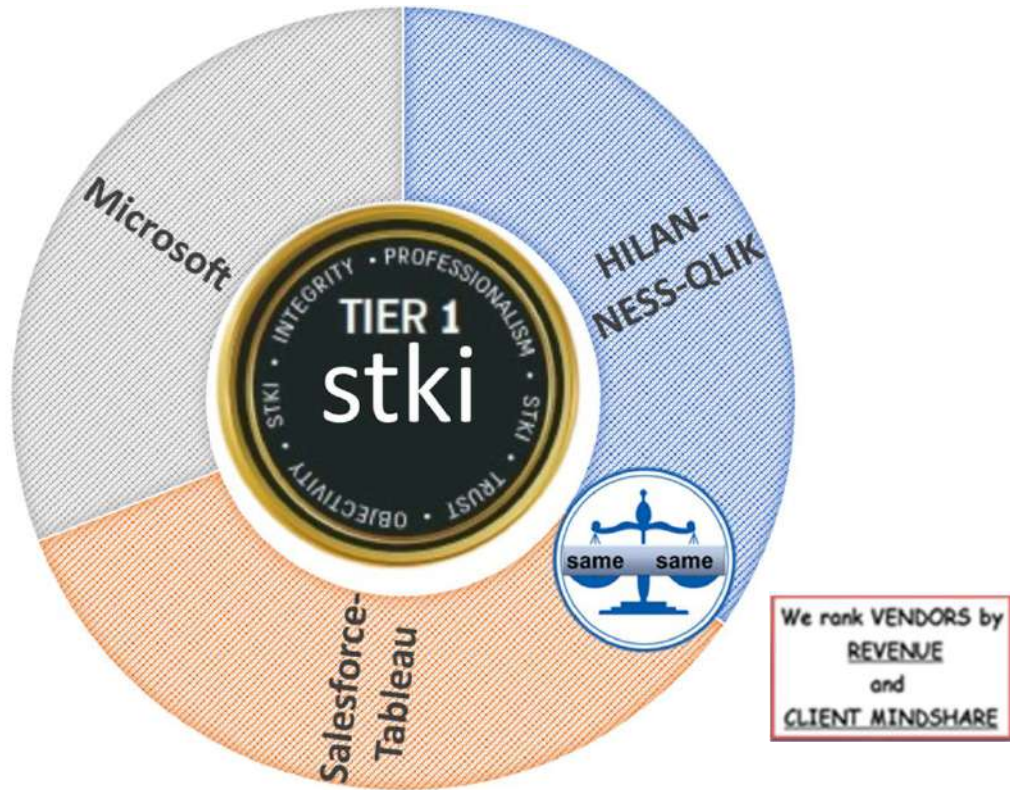 Microsoft
HILAN-
NESS-QLIK
Salesforce-
Tableau
STKI • INTEGRITY • PROFESSIONALISM • STKI • TRUST • OBJECTIVITY •
TIER 1
stki
same same
We rank VENDORS by
REVENUE
and
CLIENT MINDSHARE